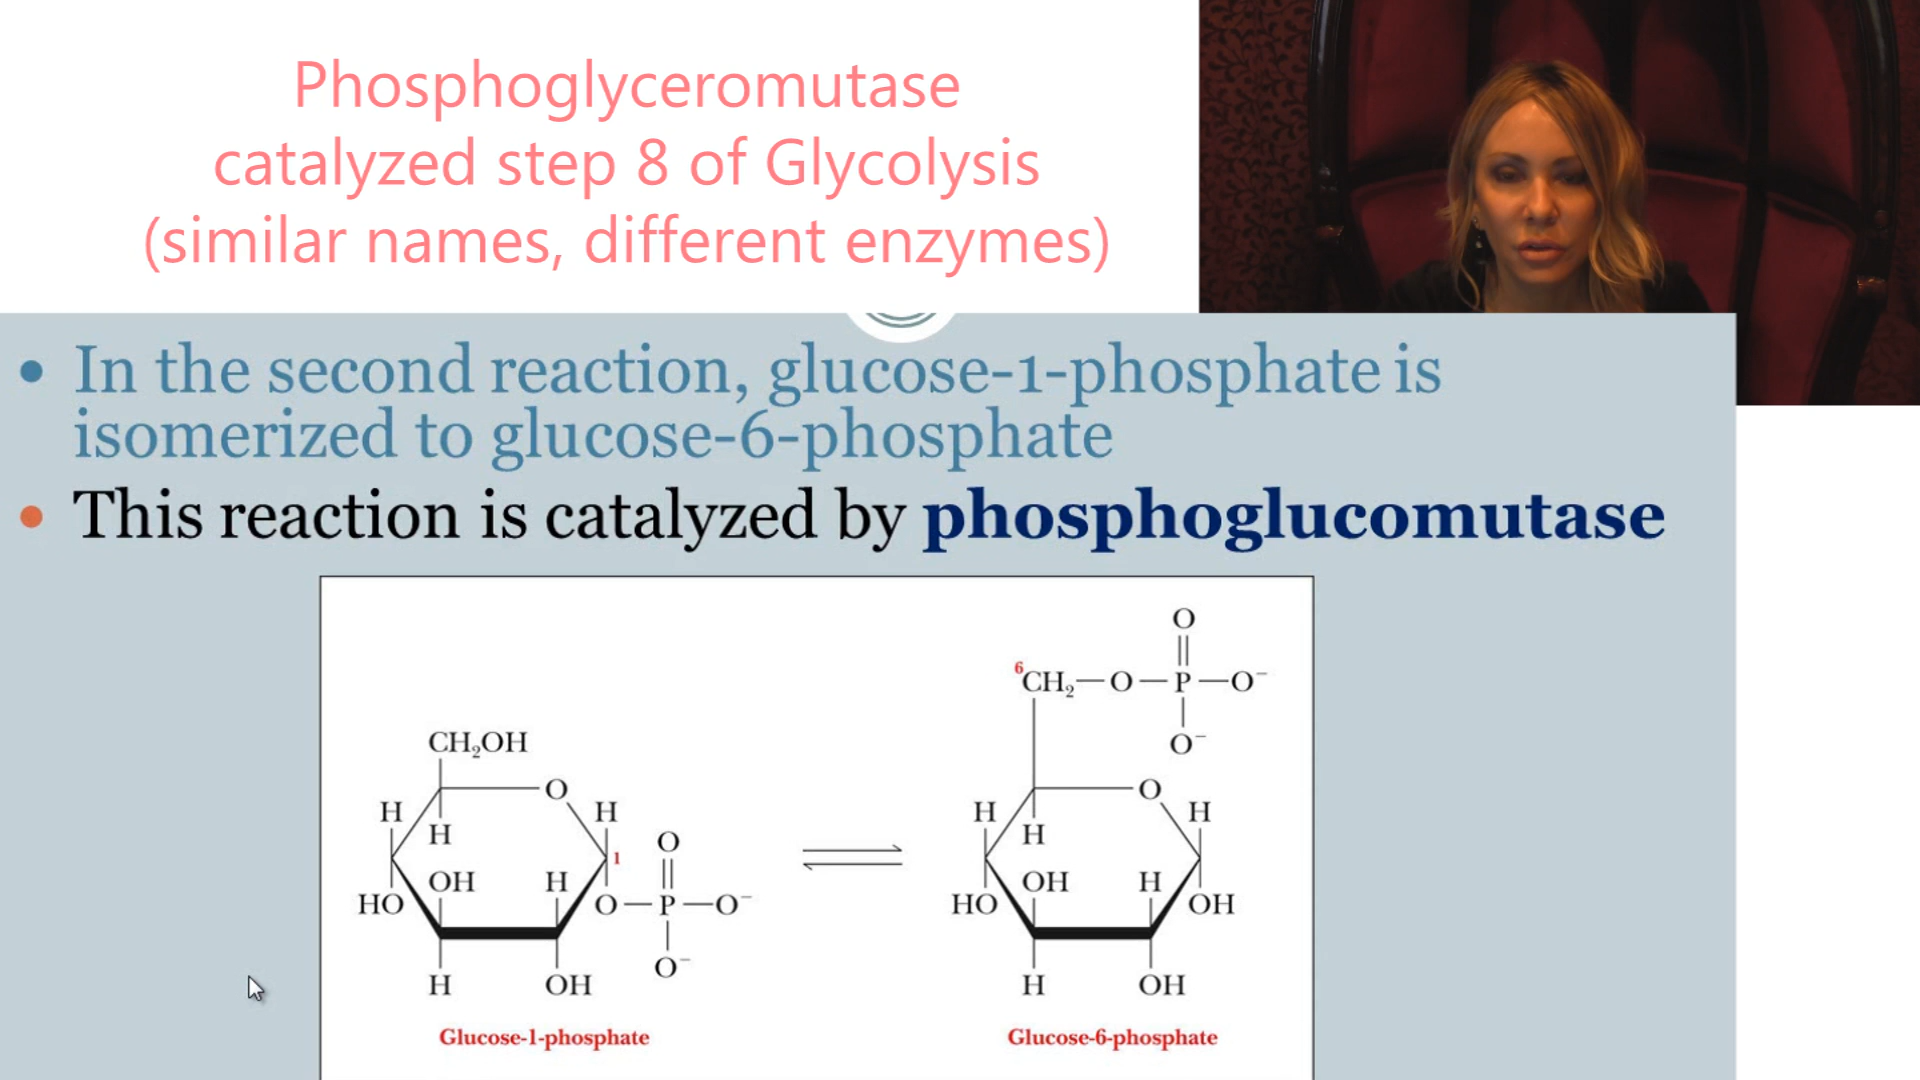 Phosphoglyceromutase
catalyzed step 8 of Glycolysis
(similar names, different enzymes)
• In the second reaction, glucose-1-phosphate is
isomerized to glucose-6-phosphate
• This reaction is catalyzed by phosphoglucomutase
O
||
⁶CH₂—O—P—O⁻
|
O⁻
CH₂OH
O
O
H
H
O
H
H
H
1
||
H
OH
H
OH
H
HO
O—P—O⁻
HO
OH
|
O⁻
H
OH
H
OH
Glucose-1-phosphate
Glucose-6-phosphate